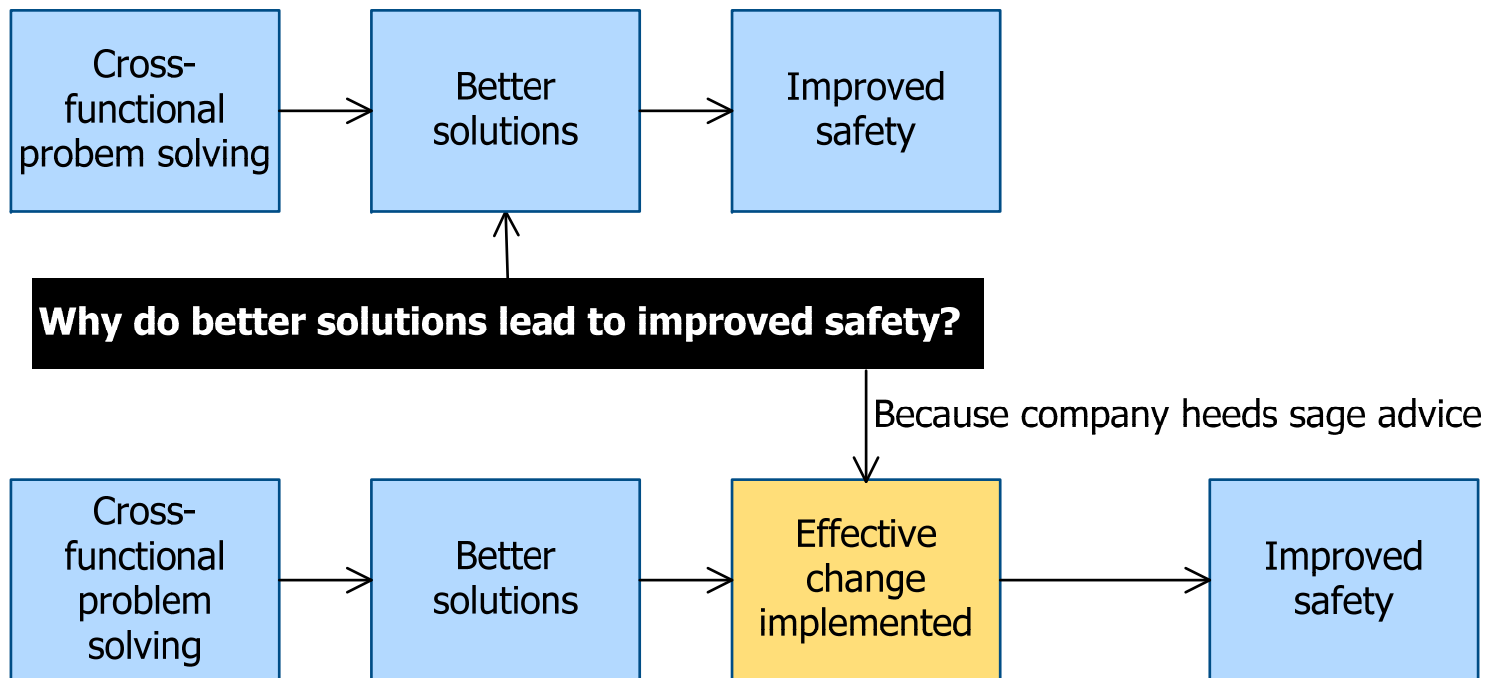 Cross-
functional
probem solving
Better
solutions
Improved
safety
Why do better solutions lead to improved safety?
Because company heeds sage advice
Cross-
functional
problem
solving
Better
solutions
Effective
change
implemented
Improved
safety